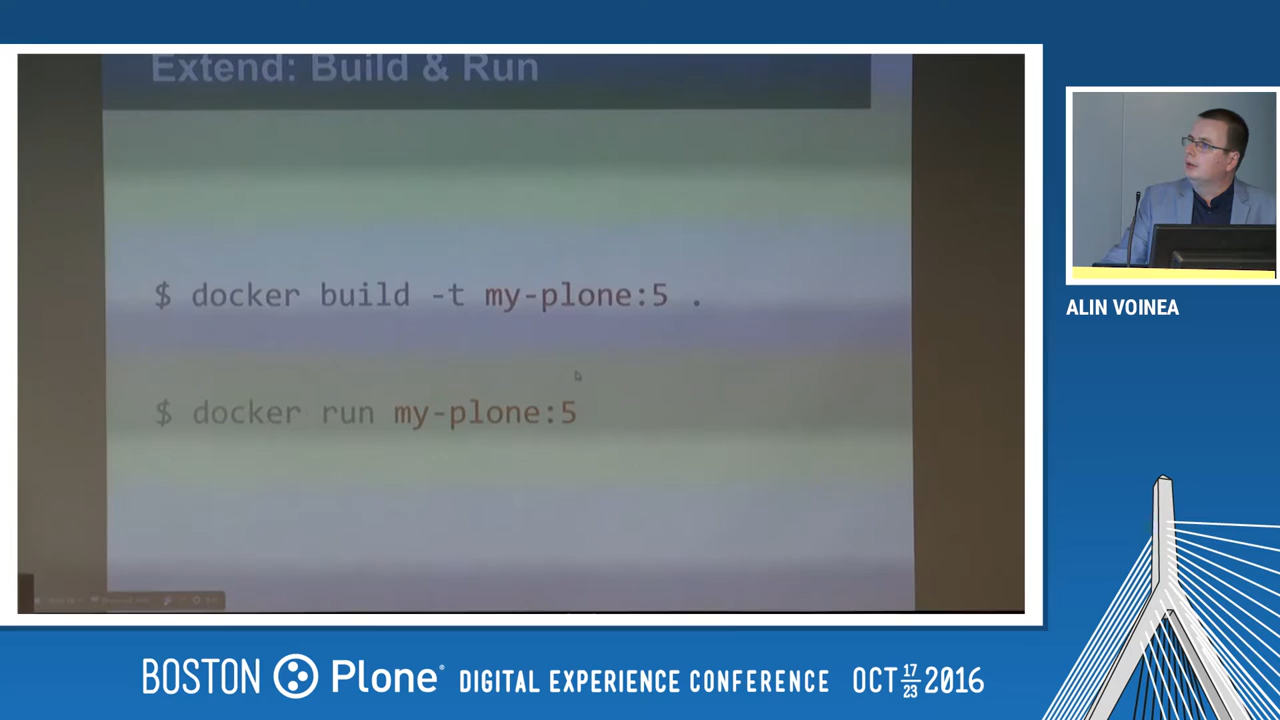 Extend: Build & Run
$ docker build -t my-plone:5 .
$ docker run my-plone:5
ALIN VOINEA
BOSTON Plone® DIGITAL EXPERIENCE CONFERENCE OCT 17 23 2016